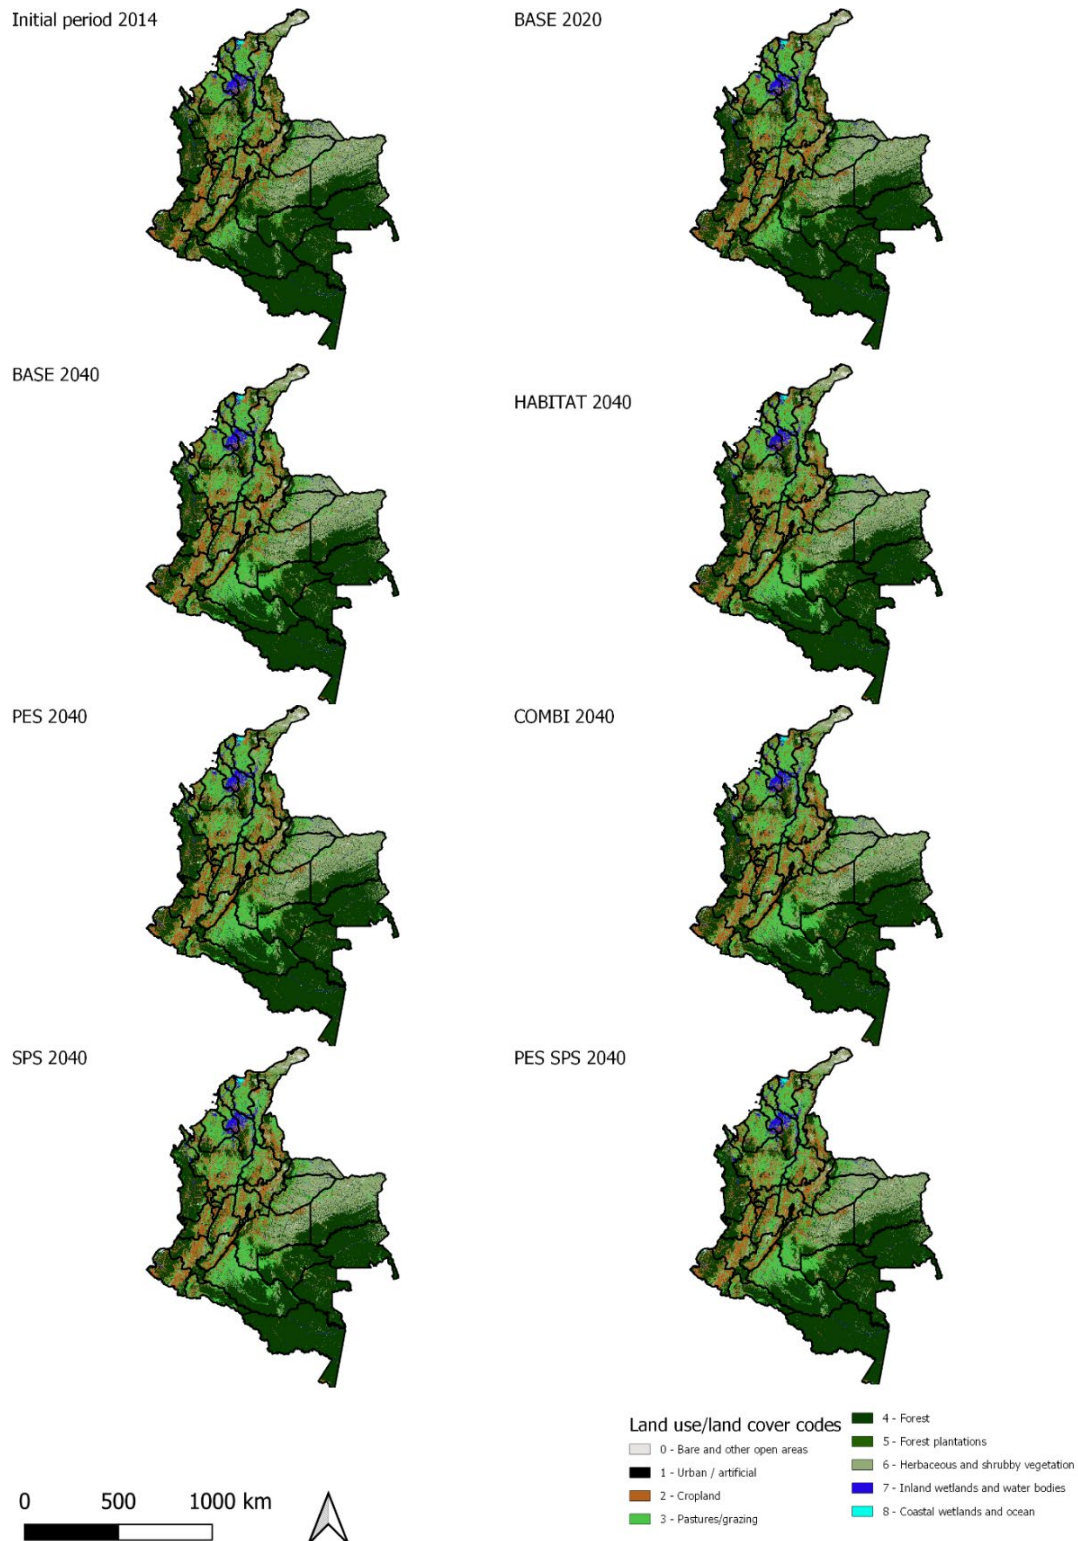 Initial period 2014
BASE 2020
BASE 2040
HABITAT 2040
PES 2040
COMBI 2040
SPS 2040
PES SPS 2040
Land use/land cover codes
0 - Bare and other open areas
1 - Urban / artificial
2 - Cropland
3 - Pastures/grazing
4 - Forest
5 - Forest plantations
6 - Herbaceous and shrubby vegetation
7 - Inland wetlands and water bodies
8 - Coastal wetlands and ocean
0 500 1000 km